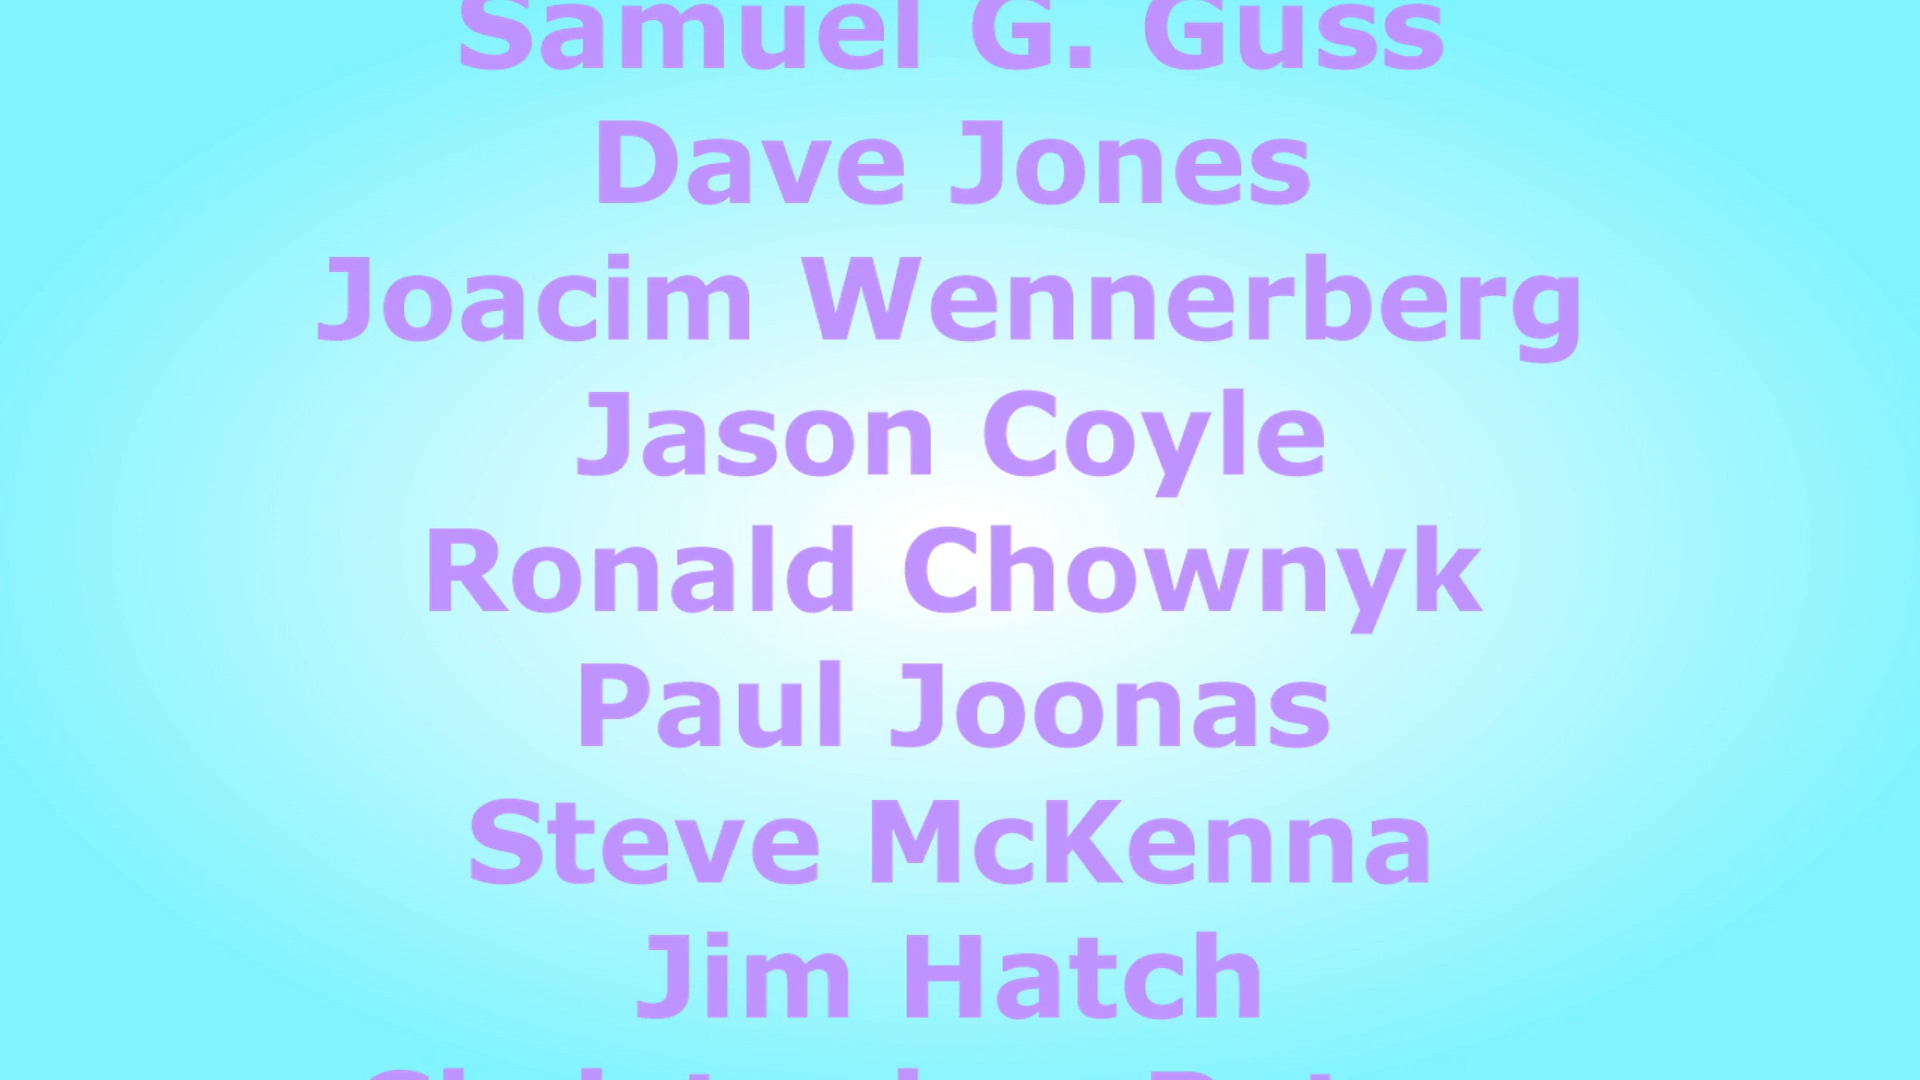 Samuel G. Guss
Dave Jones
Joacim Wennerberg
Jason Coyle
Ronald Chownyk
Paul Joonas
Steve McKenna
Jim Hatch